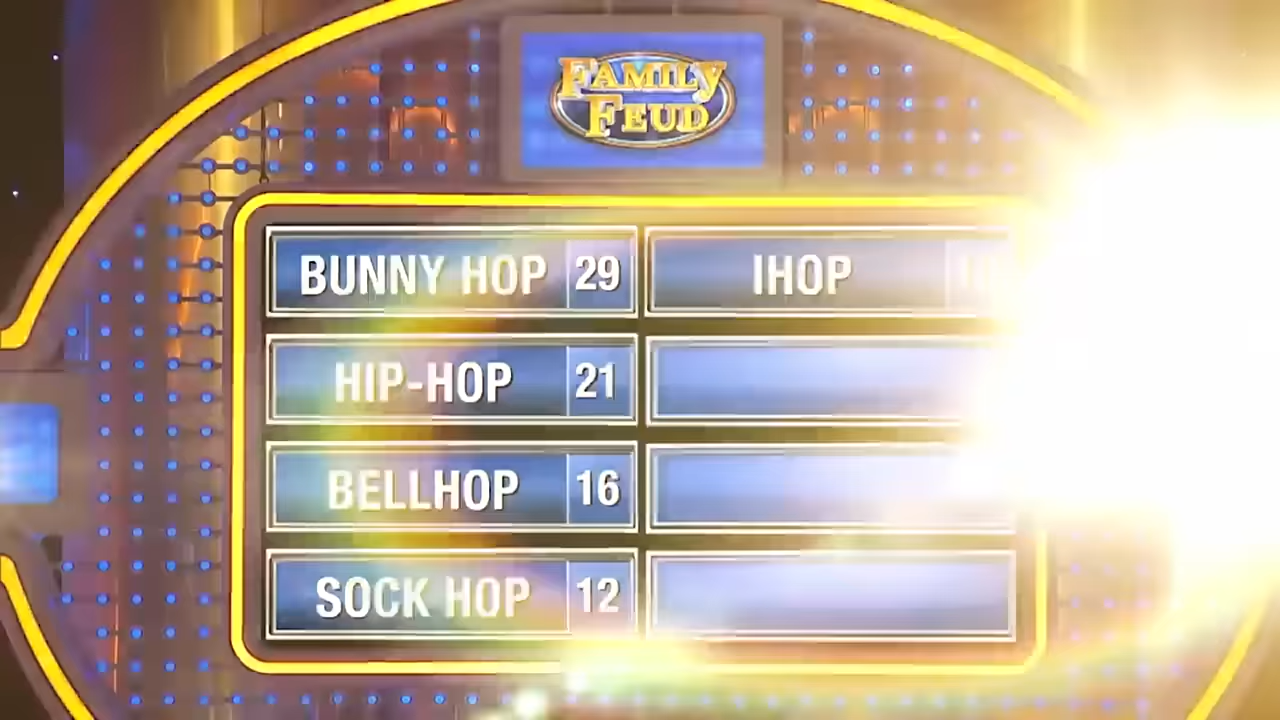 FAMILY
FEUD
BUNNY HOP 29
IHOP
HIP-HOP 21
BELLHOP 16
SOCK HOP 12